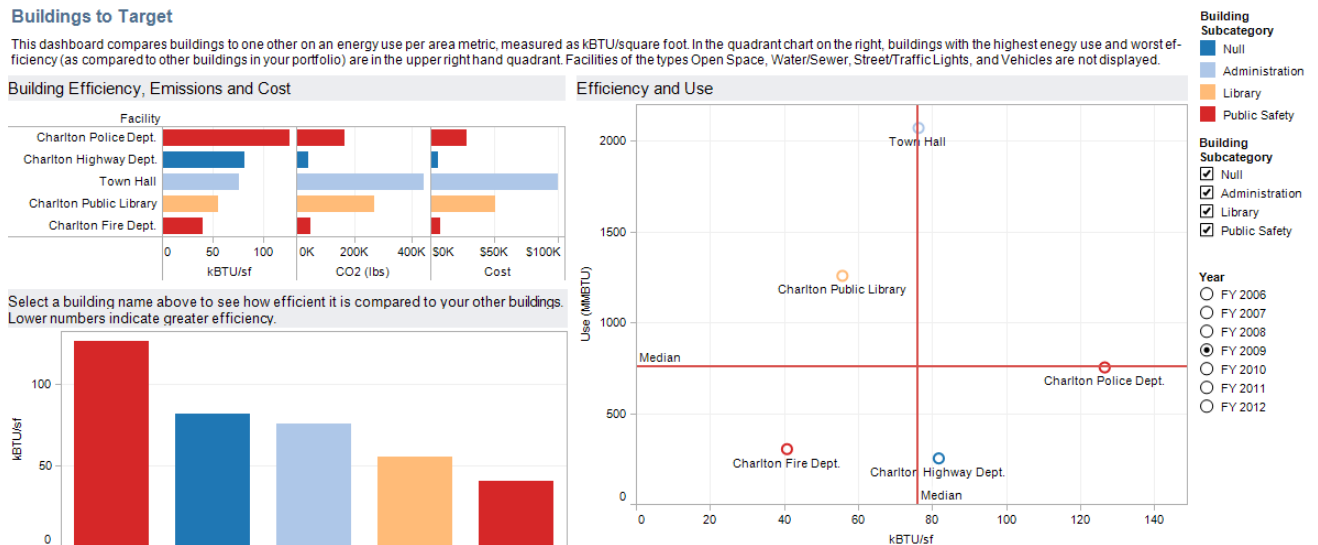 Buildings to Target
This dashboard compares buildings to one other on an energy use per area metric, measured as kBTU/square foot. In the quadrant chart on the right, buildings with the highest enegy use and worst ef-
ficiency (as compared to other buildings in your portfolio) are in the upper right hand quadrant. Facilities of the types Open Space, Water/Sewer, Street/Traffic Lights, and Vehicles are not displayed.
Building Efficiency, Emissions and Cost
Facility
Charlton Police Dept.
Charlton Highway Dept.
Town Hall
Charlton Public Library
Charlton Fire Dept.
0 50 100 0K 200K 400K $0K $50K $100K
kBTU/sf CO2 (lbs) Cost
Select a building name above to see how efficient it is compared to your other buildings.
Lower numbers indicate greater efficiency.
100
50
0
kBTU/sf
Efficiency and Use
2000
1500
1000
500
0
Use (MMBTU)
Town Hall
Charlton Public Library
Median
Charlton Police Dept.
Charlton Fire Dept.
Charlton Highway Dept.
Median
0 20 40 60 80 100 120 140
kBTU/sf
Building
Subcategory
Null
Administration
Library
Public Safety
Building
Subcategory
Null
Administration
Library
Public Safety
Year
FY 2006
FY 2007
FY 2008
FY 2009
FY 2010
FY 2011
FY 2012